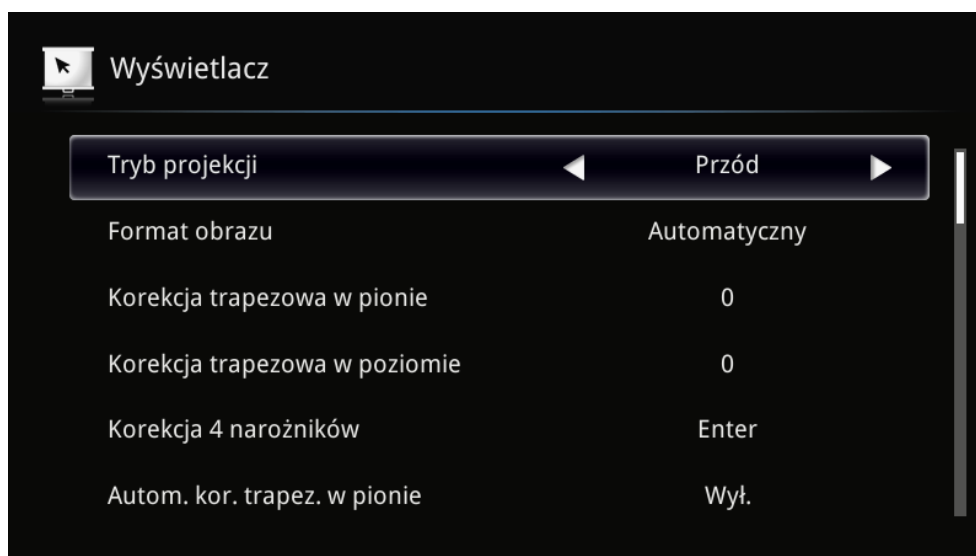 Wyświetlacz
Tryb projekcji Przód
Format obrazu Automatyczny
Korekcja trapezowa w pionie 0
Korekcja trapezowa w poziomie 0
Korekcja 4 narożników Enter
Autom. kor. trapez. w pionie Wył.